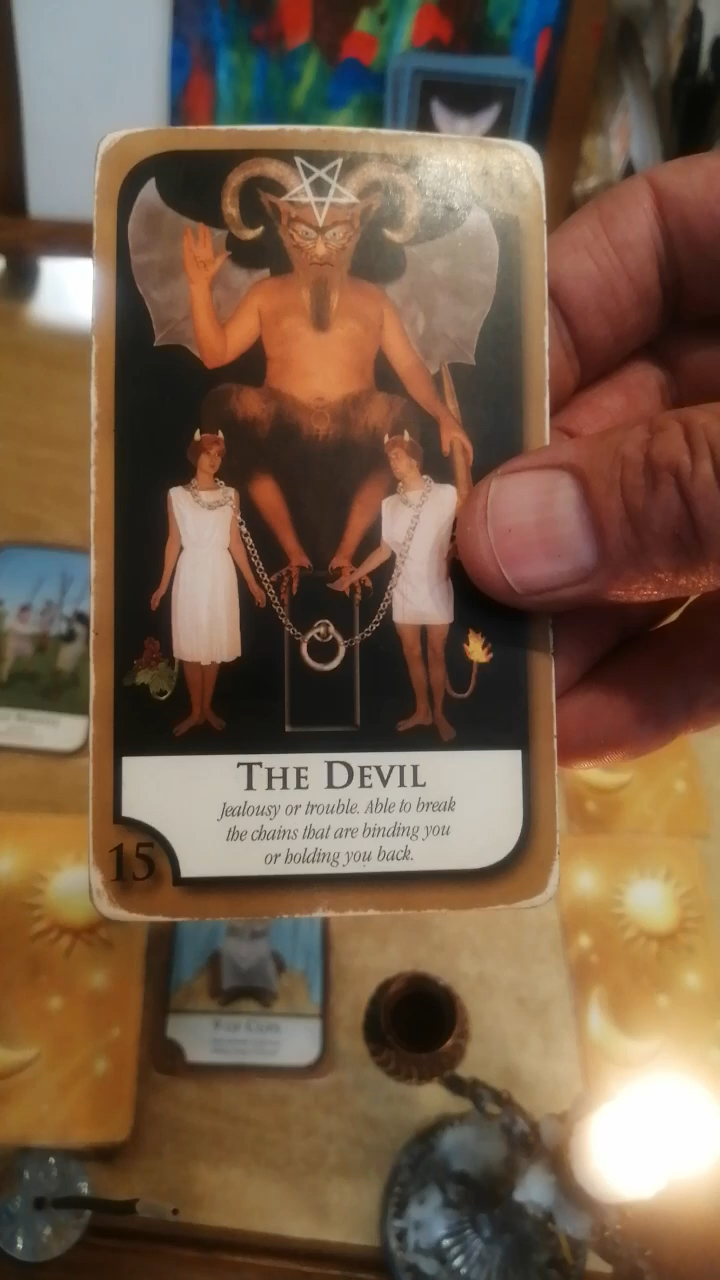 THE DEVIL
Jealousy or trouble. Able to break
the chains that are binding you
or holding you back.
15